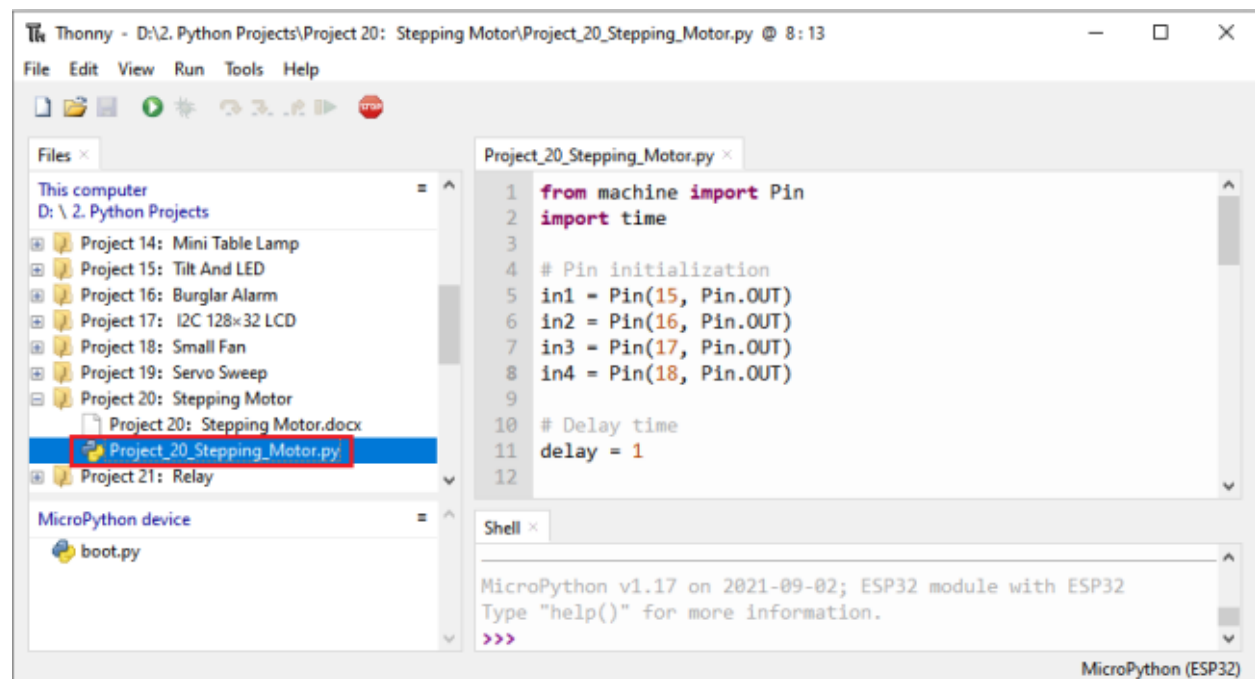 Thonny - D:\2. Python Projects\Project 20: Stepping Motor\Project_20_Stepping_Motor.py @ 8:13
File Edit View Run Tools Help
STOP
Files ×
This computer
D: \ 2. Python Projects
Project 14: Mini Table Lamp
Project 15: Tilt And LED
Project 16: Burglar Alarm
Project 17: I2C 128×32 LCD
Project 18: Small Fan
Project 19: Servo Sweep
Project 20: Stepping Motor
Project 20: Stepping Motor.docx
Project_20_Stepping_Motor.py
Project 21: Relay
MicroPython device
boot.py
Project_20_Stepping_Motor.py ×
1 from machine import Pin
2 import time
3
4 # Pin initialization
5 in1 = Pin(15, Pin.OUT)
6 in2 = Pin(16, Pin.OUT)
7 in3 = Pin(17, Pin.OUT)
8 in4 = Pin(18, Pin.OUT)
9
10 # Delay time
11 delay = 1
12
Shell ×
MicroPython v1.17 on 2021-09-02; ESP32 module with ESP32
Type "help()" for more information.
>>>
MicroPython (ESP32)